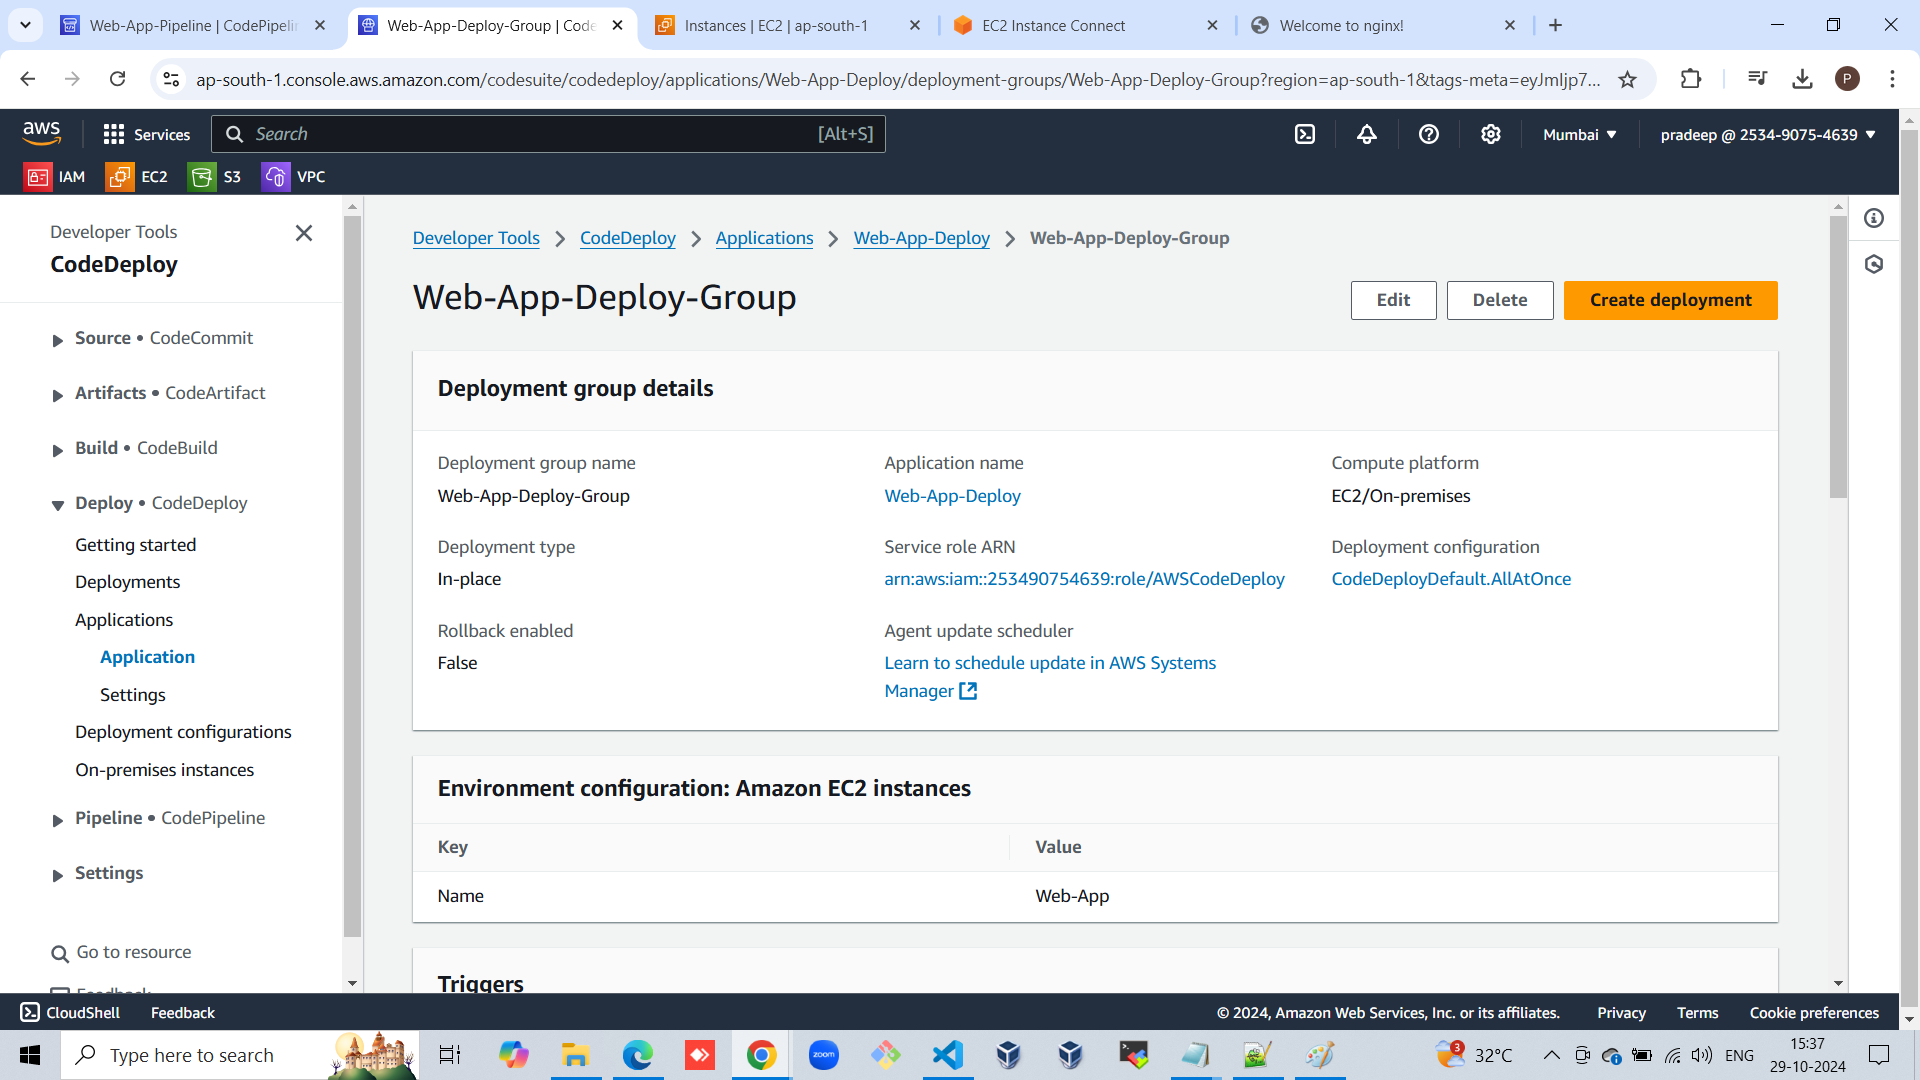 Web-App-Pipeline | CodePipelin
Web-App-Deploy-Group | Code
Instances | EC2 | ap-south-1
EC2 Instance Connect
Welcome to nginx!
ap-south-1.console.aws.amazon.com/codesuite/codedeploy/applications/Web-App-Deploy/deployment-groups/Web-App-Deploy-Group?region=ap-south-1&tags-meta=eyJmIjp7...
P
aws
Services
Search
[Alt+S]
Mumbai
pradeep @ 2534-9075-4639
IAM
EC2
S3
VPC
Developer Tools
CodeDeploy
Source • CodeCommit
Artifacts • CodeArtifact
Build • CodeBuild
Deploy • CodeDeploy
Getting started
Deployments
Applications
Application
Settings
Deployment configurations
On-premises instances
Pipeline • CodePipeline
Settings
Go to resource
Feedback
Developer Tools
CodeDeploy
Applications
Web-App-Deploy
Web-App-Deploy-Group
Web-App-Deploy-Group
Edit
Delete
Create deployment
Deployment group details
Deployment group name
Web-App-Deploy-Group
Application name
Web-App-Deploy
Compute platform
EC2/On-premises
Deployment type
In-place
Service role ARN
arn:aws:iam::253490754639:role/AWSCodeDeploy
Deployment configuration
CodeDeployDefault.AllAtOnce
Rollback enabled
False
Agent update scheduler
Learn to schedule update in AWS Systems
Manager
Environment configuration: Amazon EC2 instances
Key
Value
Name
Web-App
Triggers
CloudShell
Feedback
© 2024, Amazon Web Services, Inc. or its affiliates.
Privacy
Terms
Cookie preferences
Type here to search
zoom
3
32°C
ENG
15:37
29-10-2024